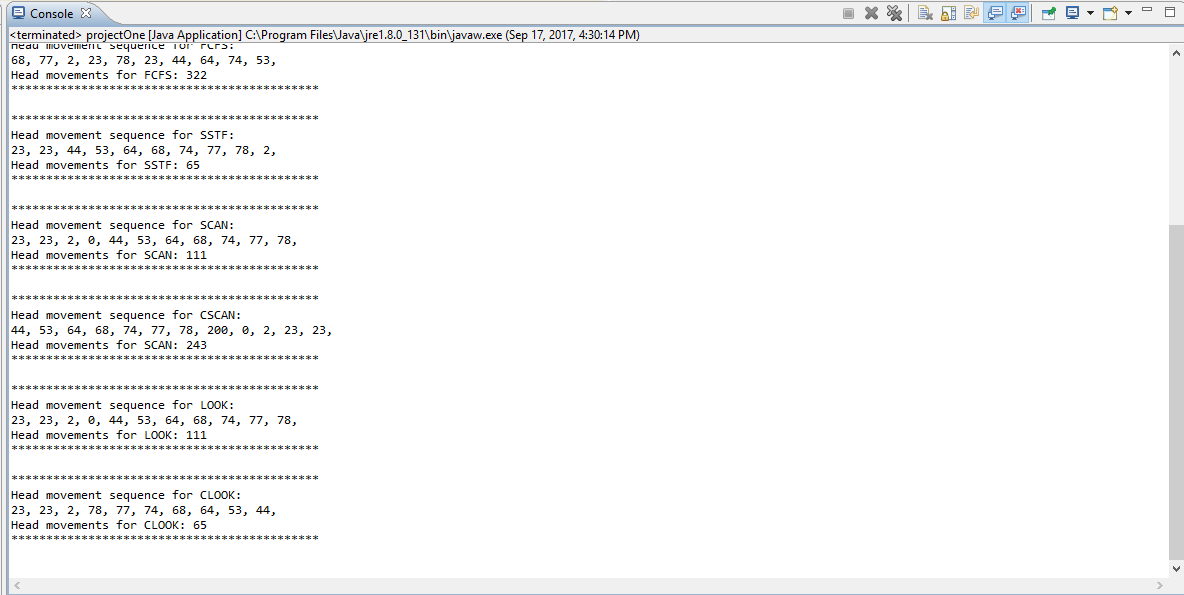 Console
<terminated> projectOne [Java Application] C:\Program Files\Java\jre1.8.0_131\bin\javaw.exe (Sep 17, 2017, 4:30:14 PM)
Head movement sequence for FCFS:
68, 77, 2, 23, 78, 23, 44, 64, 74, 53,
Head movements for FCFS: 322
********************************************
********************************************
Head movement sequence for SSTF:
23, 23, 44, 53, 64, 68, 74, 77, 78, 2,
Head movements for SSTF: 65
********************************************
********************************************
Head movement sequence for SCAN:
23, 23, 2, 0, 44, 53, 64, 68, 74, 77, 78,
Head movements for SCAN: 111
********************************************
********************************************
Head movement sequence for CSCAN:
44, 53, 64, 68, 74, 77, 78, 200, 0, 2, 23, 23,
Head movements for SCAN: 243
********************************************
********************************************
Head movement sequence for LOOK:
23, 23, 2, 0, 44, 53, 64, 68, 74, 77, 78,
Head movements for LOOK: 111
********************************************
********************************************
Head movement sequence for CLOOK:
23, 23, 2, 78, 77, 74, 68, 64, 53, 44,
Head movements for CLOOK: 65
********************************************